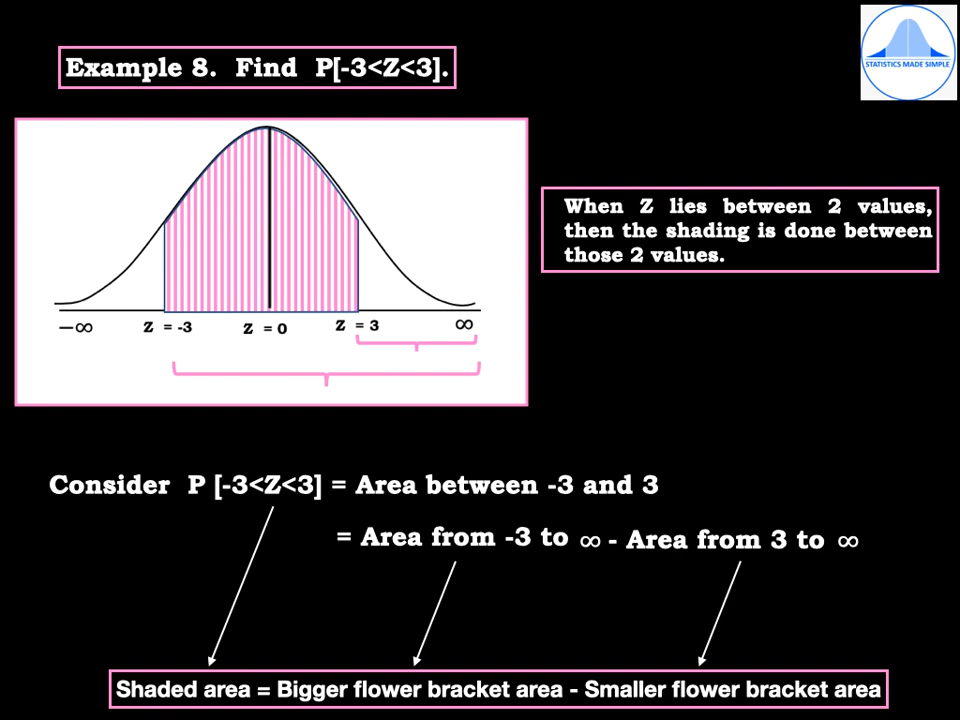 STATISTICS MADE SIMPLE
Example 8. Find P[-3<Z<3].
When Z lies between 2 values,
then the shading is done between
those 2 values.
−∞ Z = -3 Z = 0 Z = 3 ∞
Consider P [-3<Z<3] = Area between -3 and 3
= Area from -3 to ∞ - Area from 3 to ∞
Shaded area = Bigger flower bracket area - Smaller flower bracket area